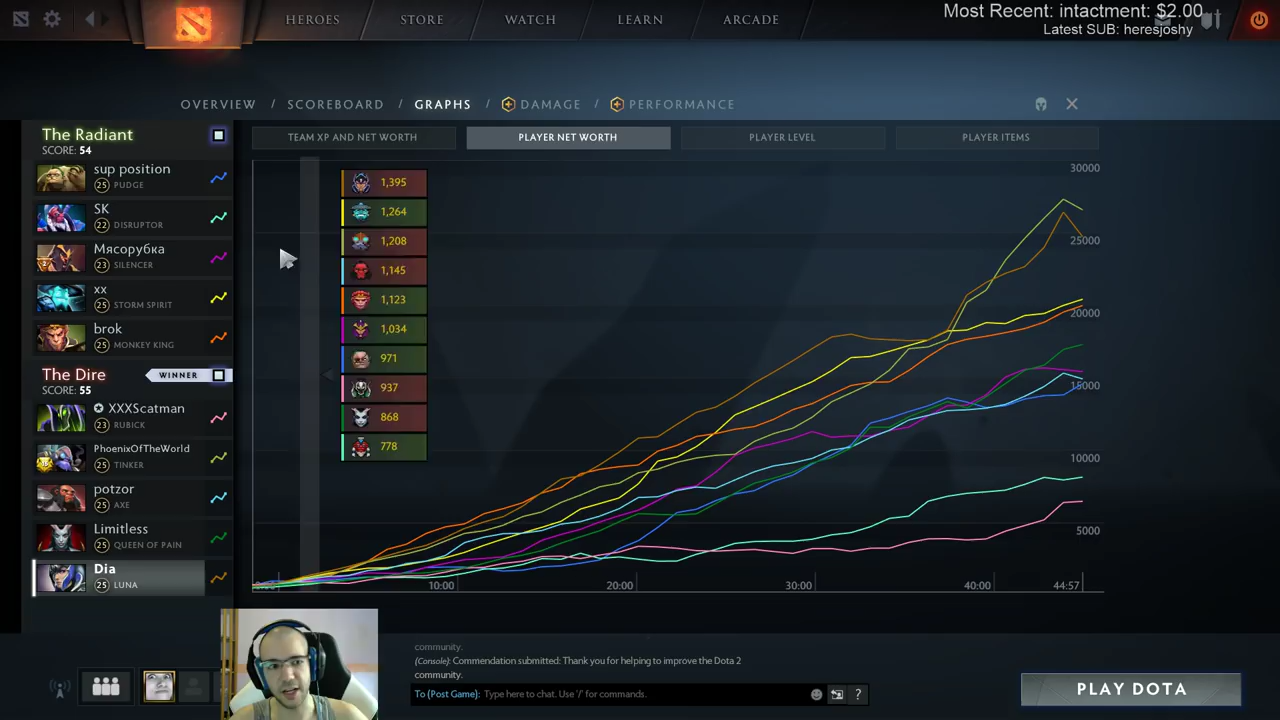 HEROES
STORE
WATCH
LEARN
ARCADE
Most Recent: intactment: $2.00
Latest SUB: heresjoshy
OVERVIEW / SCOREBOARD / GRAPHS / DAMAGE / PERFORMANCE
TEAM XP AND NET WORTH
PLAYER NET WORTH
PLAYER LEVEL
PLAYER ITEMS
The Radiant
SCORE: 54
sup position
25 PUDGE
SK
22 DISRUPTOR
Мясорубка
23 SILENCER
xx
25 STORM SPIRIT
brok
25 MONKEY KING
The Dire
WINNER
SCORE: 55
XXXScatman
23 RUBICK
PhoenixOfTheWorld
25 TINKER
potzor
25 AXE
Limitless
25 QUEEN OF PAIN
Dia
25 LUNA
1,395
1,264
1,208
1,145
1,123
1,034
971
937
868
778
30000
25000
20000
15000
10000
5000
10:00
20:00
30:00
40:00
44:57
community.
(Console): Commendation submitted: Thank you for helping to improve the Dota 2
community.
To (Post Game): Type here to chat. Use '/' for commands.
?
PLAY DOTA